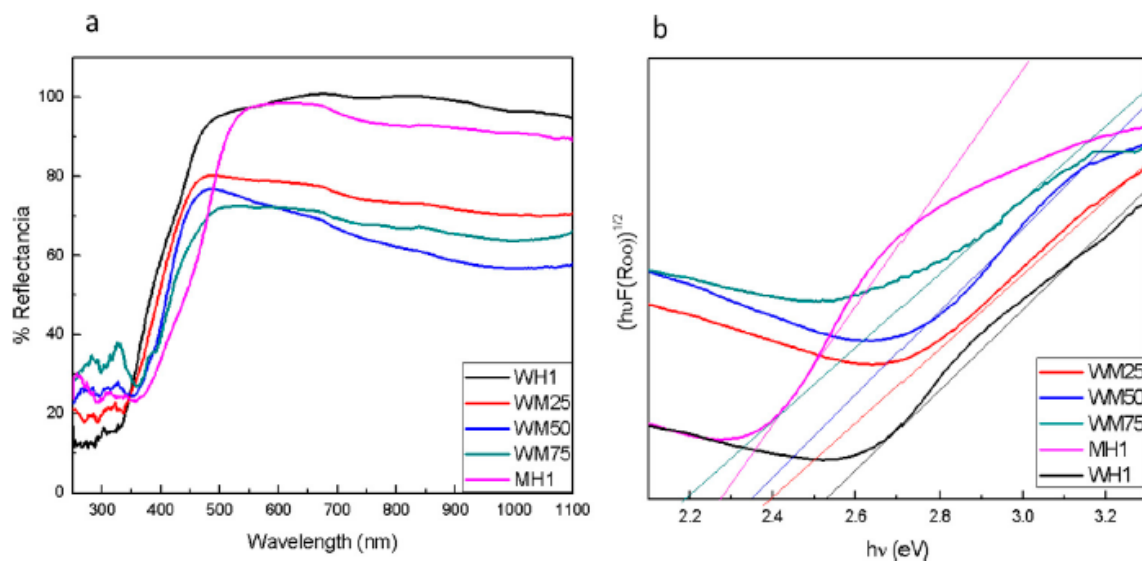 a
% Reflectancia
100
80
60
40
20
0
WH1
WM25
WM50
WM75
MH1
300 400 500 600 700 800 900 1000 1100
Wavelength (nm)
b
(hυF(Roo))1/2
WM25
WM50
WM75
MH1
WH1
2.2 2.4 2.6 2.8 3.0 3.2
hν (eV)